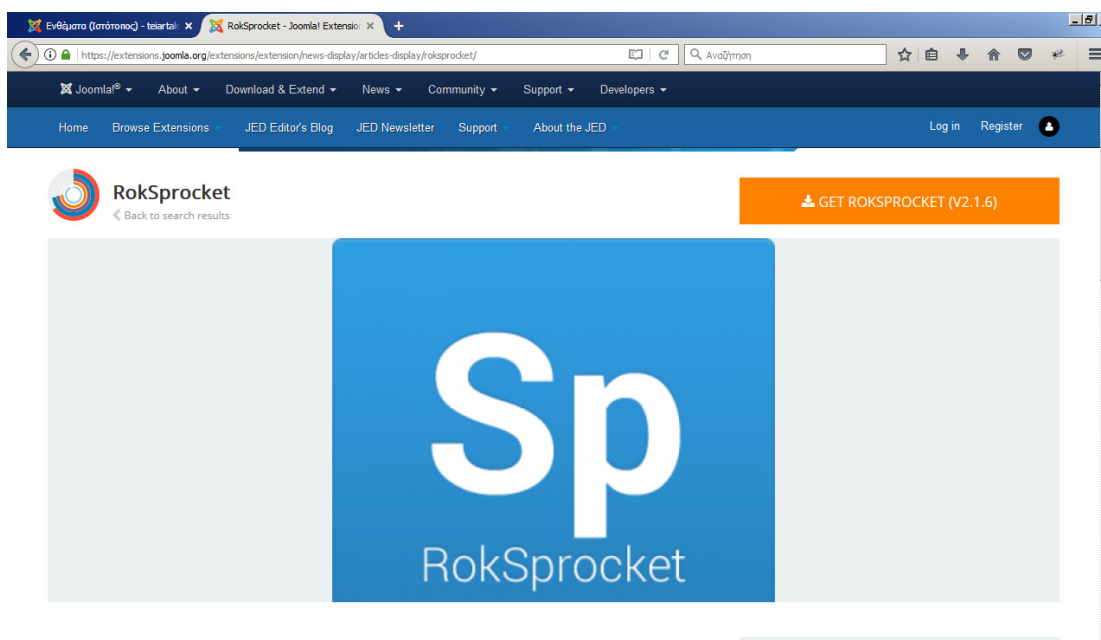 Ενθέματα (Ιστότοπος) - teiartak
RokSprocket - Joomla! Extension
https://extensions.joomla.org/extensions/extension/news-display/articles-display/roksprocket/
Αναζήτηση
Joomla!® About Download & Extend News Community Support Developers
Home Browse Extensions JED Editor's Blog JED Newsletter Support About the JED Log in Register
RokSprocket
Back to search results
GET ROKSPROCKET (V2.1.6)
Sp
RokSprocket